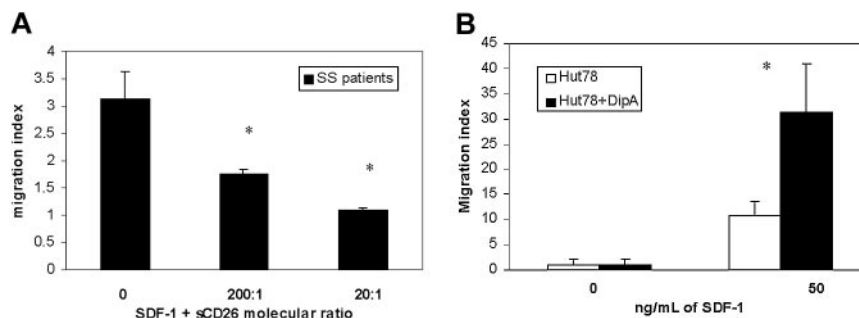 A
migration index
4
3.5
3
2.5
2
1.5
1
0.5
0
SS patients
*
*
0 200:1 20:1
SDF-1 + sCD26 molecular ratio
B
Migration index
45
40
35
30
25
20
15
10
5
0
Hut78
Hut78+DipA
*
0 50
ng/mL of SDF-1